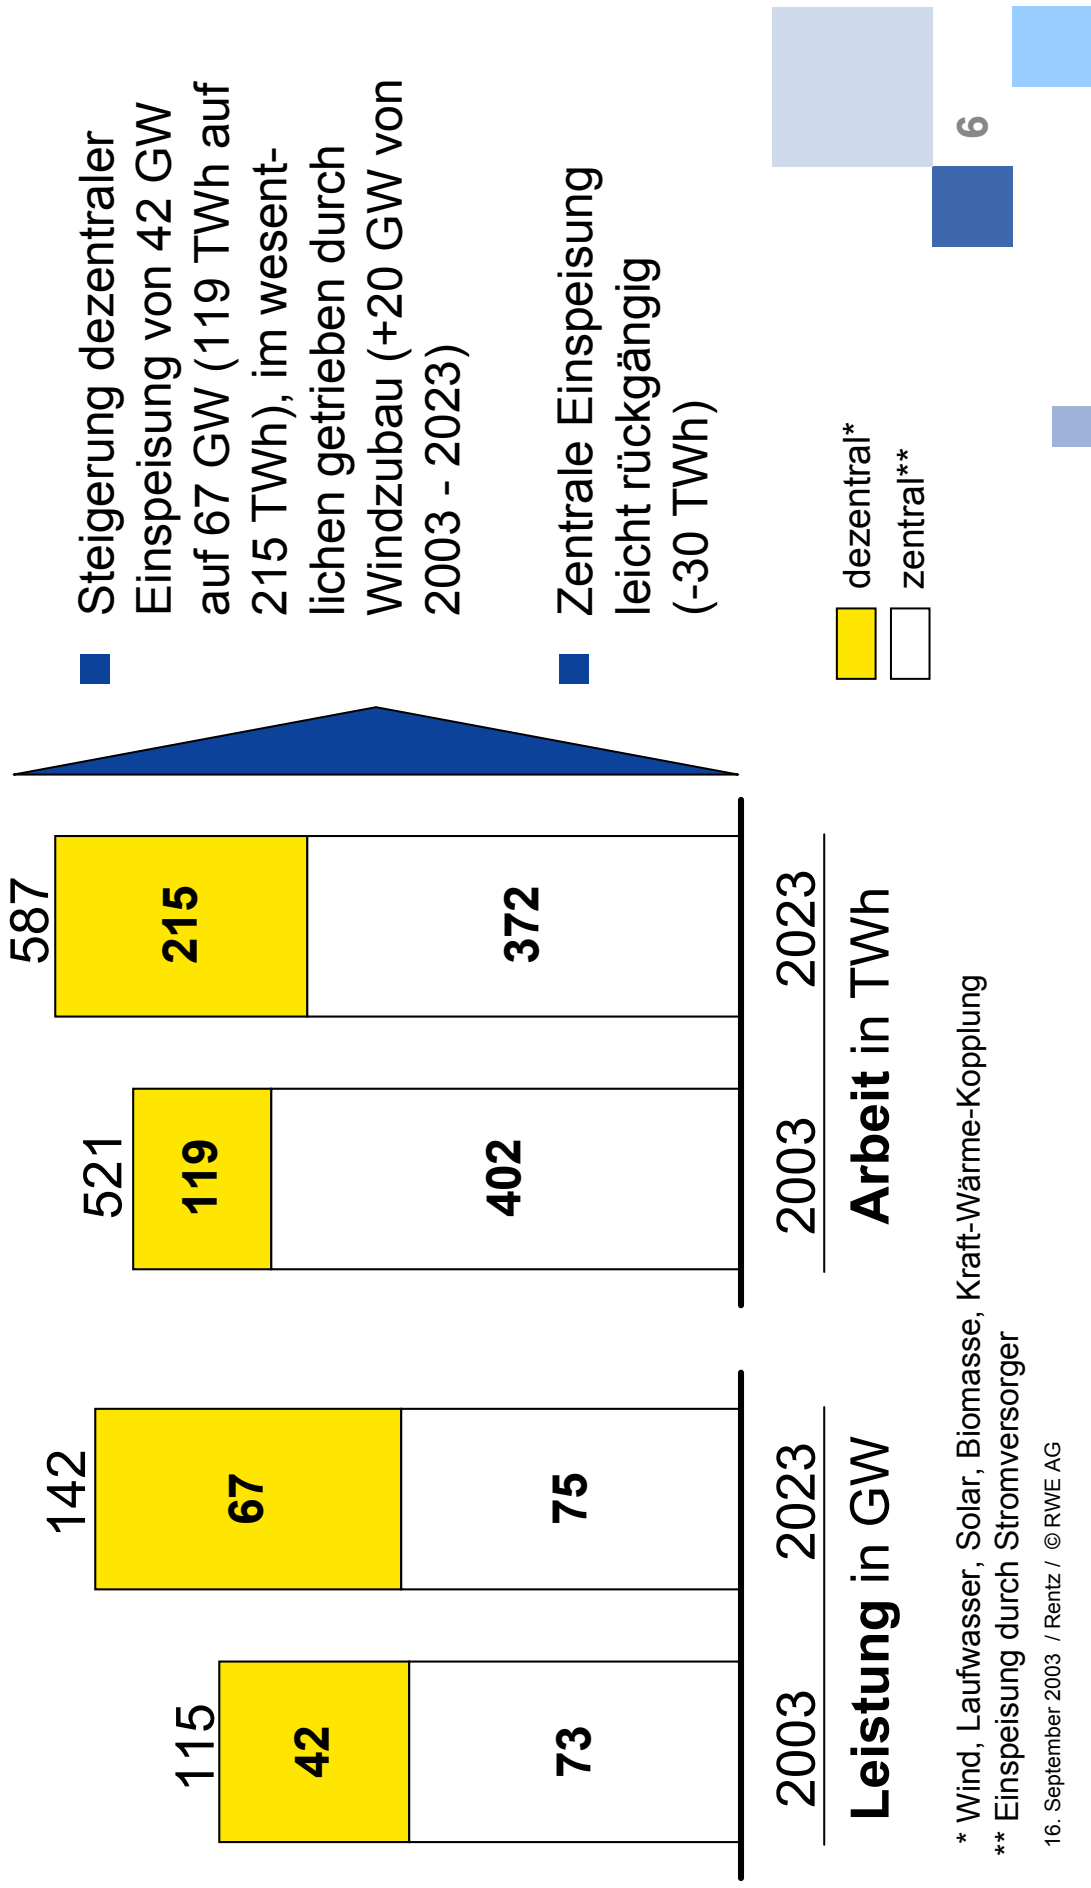 115
42
73
142
67
75
2003
2023
Leistung in GW
521
119
402
587
215
372
2003
2023
Arbeit in TWh
Steigerung dezentraler
Einspeisung von 42 GW
auf 67 GW (119 TWh auf
215 TWh), im wesent-
lichen getrieben durch
Windzubau (+20 GW von
2003 - 2023)
Zentrale Einspeisung
leicht rückgängig
(-30 TWh)
dezentral*
zentral**
* Wind, Laufwasser, Solar, Biomasse, Kraft-Wärme-Kopplung
** Einspeisung durch Stromversorger
16. September 2003 / Rentz / © RWE AG
6